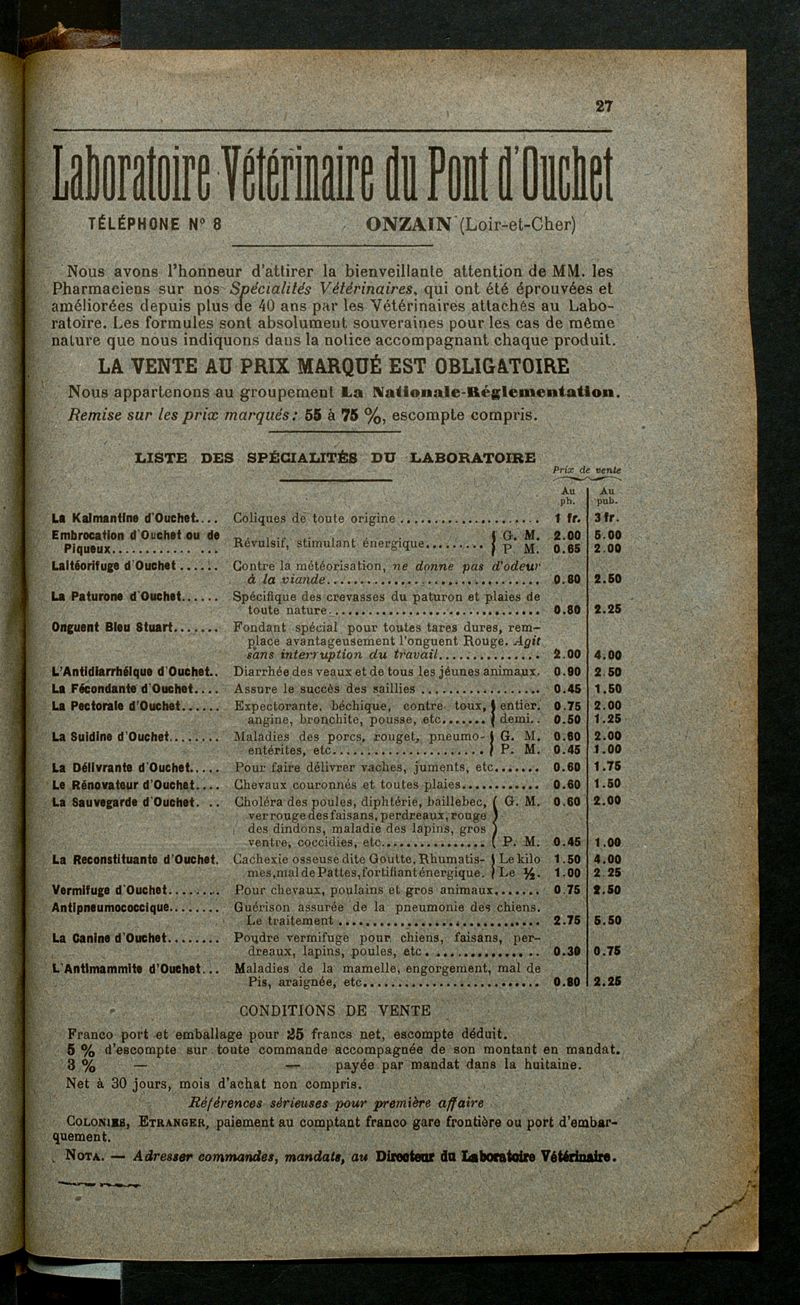 27
Laboratoire Vétérinaire du Pont d'Ouchet
TÉLÉPHONE N° 8 ONZAIN (Loir-et-Cher)
Nous avons l'honneur d'attirer la bienveillante attention de MM. les
Pharmaciens sur nos Spécialités Vétérinaires, qui ont été éprouvées et
améliorées depuis plus de 40 ans par les Vétérinaires attachés au Labo-
ratoire. Les formules sont absolument souveraines pour les cas de même
nature que nous indiquons dans la notice accompagnant chaque produit.
LA VENTE AU PRIX MARQUÉ EST OBLIGATOIRE
Nous appartenons au groupement La Nationale-Réglementation.
Remise sur les prix marqués: 55 à 75 %, escompte compris.
LISTE DES SPÉCIALITÉS DU LABORATOIRE
Prix de vente
Au Au
ph. pub.
La Kalmantine d'Ouchet.... Coliques de toute origine .................... 1 fr. 3 fr.
Embrocation d'Ouchet ou de { G. M. 2.00 5.00
Piqueux............... Révulsif, stimulant énergique......... { P. M. 0.65 2.00
Laitéorifuge d'Ouchet...... Contre la météorisation, ne donne pas d'odeur
à la viande............................... 0.80 2.50
La Paturone d'Ouchet...... Spécifique des crevasses du paturon et plaies de
toute nature.............................. 0.80 2.25
Onguent Bleu Stuart....... Fondant spécial pour toutes tares dures, rem-
place avantageusement l'onguent Rouge. Agit
sans interruption du travail............... 2.00 4.00
L'Antidiarrhéique d'Ouchet.. Diarrhée des veaux et de tous les jeunes animaux. 0.90 2 50
La Fécondante d'Ouchet.... Assure le succès des saillies .................. 0.45 1.50
La Pectorale d'Ouchet...... Expectorante, béchique, contre toux, { entier. 0.75 2.00
angine, bronchite, pousse, etc....... { demi.. 0.50 1.25
La Suidine d'Ouchet........ Maladies des porcs, rouget, pneumo- { G. M. 0.80 2.00
entérites, etc...................... { P. M. 0.45 1.00
La Délivrante d'Ouchet..... Pour faire délivrer vaches, juments, etc....... 0.60 1.75
Le Rénovateur d'Ouchet.... Chevaux couronnés et toutes plaies............ 0.60 1.50
La Sauvegarde d'Ouchet. .. Choléra des poules, diphtérie, baillebec, { G. M. 0.60 2.00
ver rouge des faisans, perdreaux, rouge
des dindons, maladie des lapins, gros
ventre, coccidies, etc................ { P. M. 0.45 1.00
La Reconstituante d'Ouchet. Cachexie osseuse dite Goutte, Rhumatis- { Le kilo 1.50 4.00
mes, mal de Pattes, fortifiant énergique. { Le ½. 1.00 2 25
Vermifuge d'Ouchet......... Pour chevaux, poulains et gros animaux....... 0 75 2.50
Antipneumococcique........ Guérison assurée de la pneumonie des chiens.
Le traitement ............................. 2.75 5.50
La Canine d'Ouchet........ Poudre vermifuge pour chiens, faisans, per-
dreaux, lapins, poules, etc ................ 0.30 0.75
L'Antimammite d'Ouchet... Maladies de la mamelle, engorgement, mal de
Pis, araignée, etc......................... 0.80 2.25
CONDITIONS DE VENTE
Franco port et emballage pour 25 francs net, escompte déduit.
5 % d'escompte sur toute commande accompagnée de son montant en mandat.
3 % — — payée par mandat dans la huitaine.
Net à 30 jours, mois d'achat non compris.
Références sérieuses pour première affaire
COLONIES, ETRANGER, paiement au comptant franco gare frontière ou port d'embar-
quement.
NOTA. — Adresser commandes, mandats, au Directeur du Laboratoire Vétérinaire.